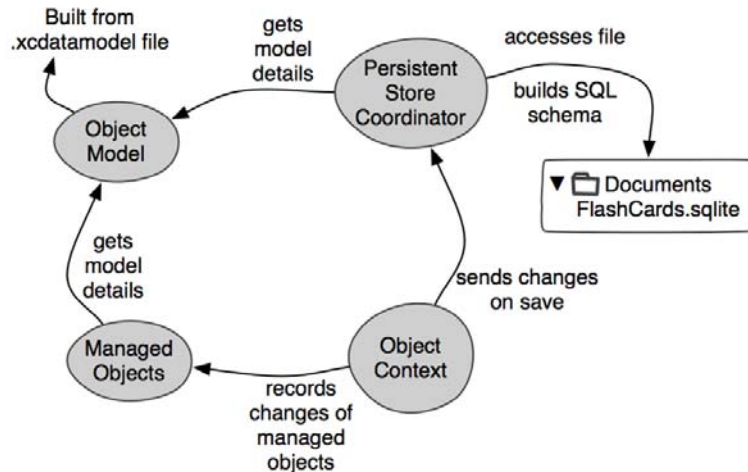 Built from
.xcdatamodel file
gets
model
details
Persistent
Store
Coordinator
accesses file
builds SQL
schema
Object
Model
Documents
FlashCards.sqlite
gets
model
details
sends changes
on save
Managed
Objects
Object
Context
records
changes of
managed
objects